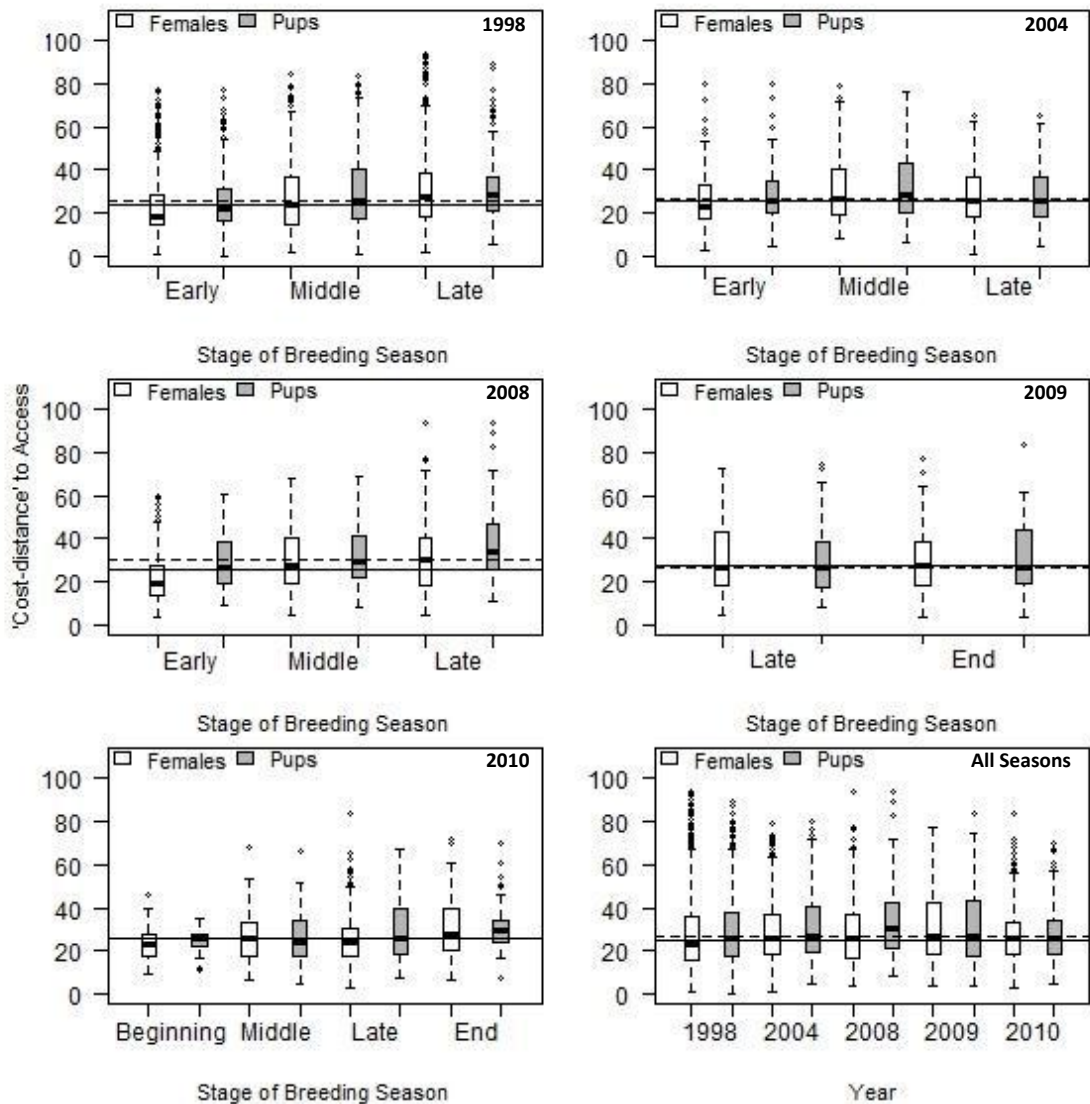 Females Pups 1998
100
80
60
40
20
0
Early Middle Late
Stage of Breeding Season
Females Pups 2004
100
80
60
40
20
0
Early Middle Late
Stage of Breeding Season
'Cost-distance' to Access
Females Pups 2008
100
80
60
40
20
0
Early Middle Late
Stage of Breeding Season
Females Pups 2009
100
80
60
40
20
0
Late End
Stage of Breeding Season
Females Pups 2010
100
80
60
40
20
0
Beginning Middle Late End
Stage of Breeding Season
Females Pups All Seasons
100
80
60
40
20
0
1998 2004 2008 2009 2010
Year